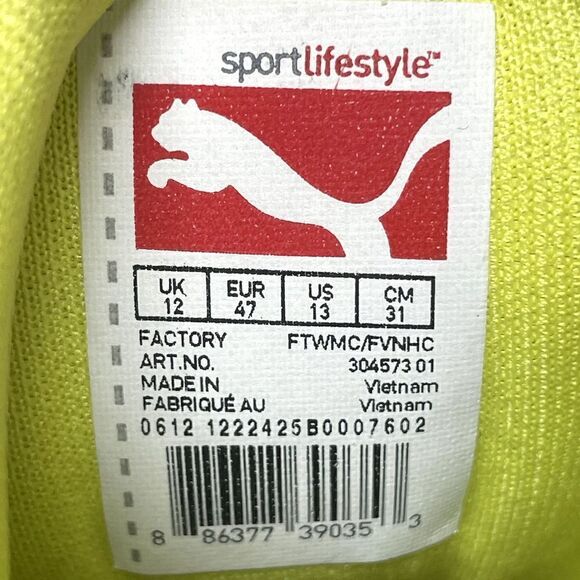 sportlifestyle™
UK EUR US CM
12 47 13 31
FACTORY FTWMC/FVNHC
ART.NO. 304573 01
MADE IN Vietnam
FABRIQUÉ AU Vietnam
0612 1222425B0007602
8 86377 39035 3